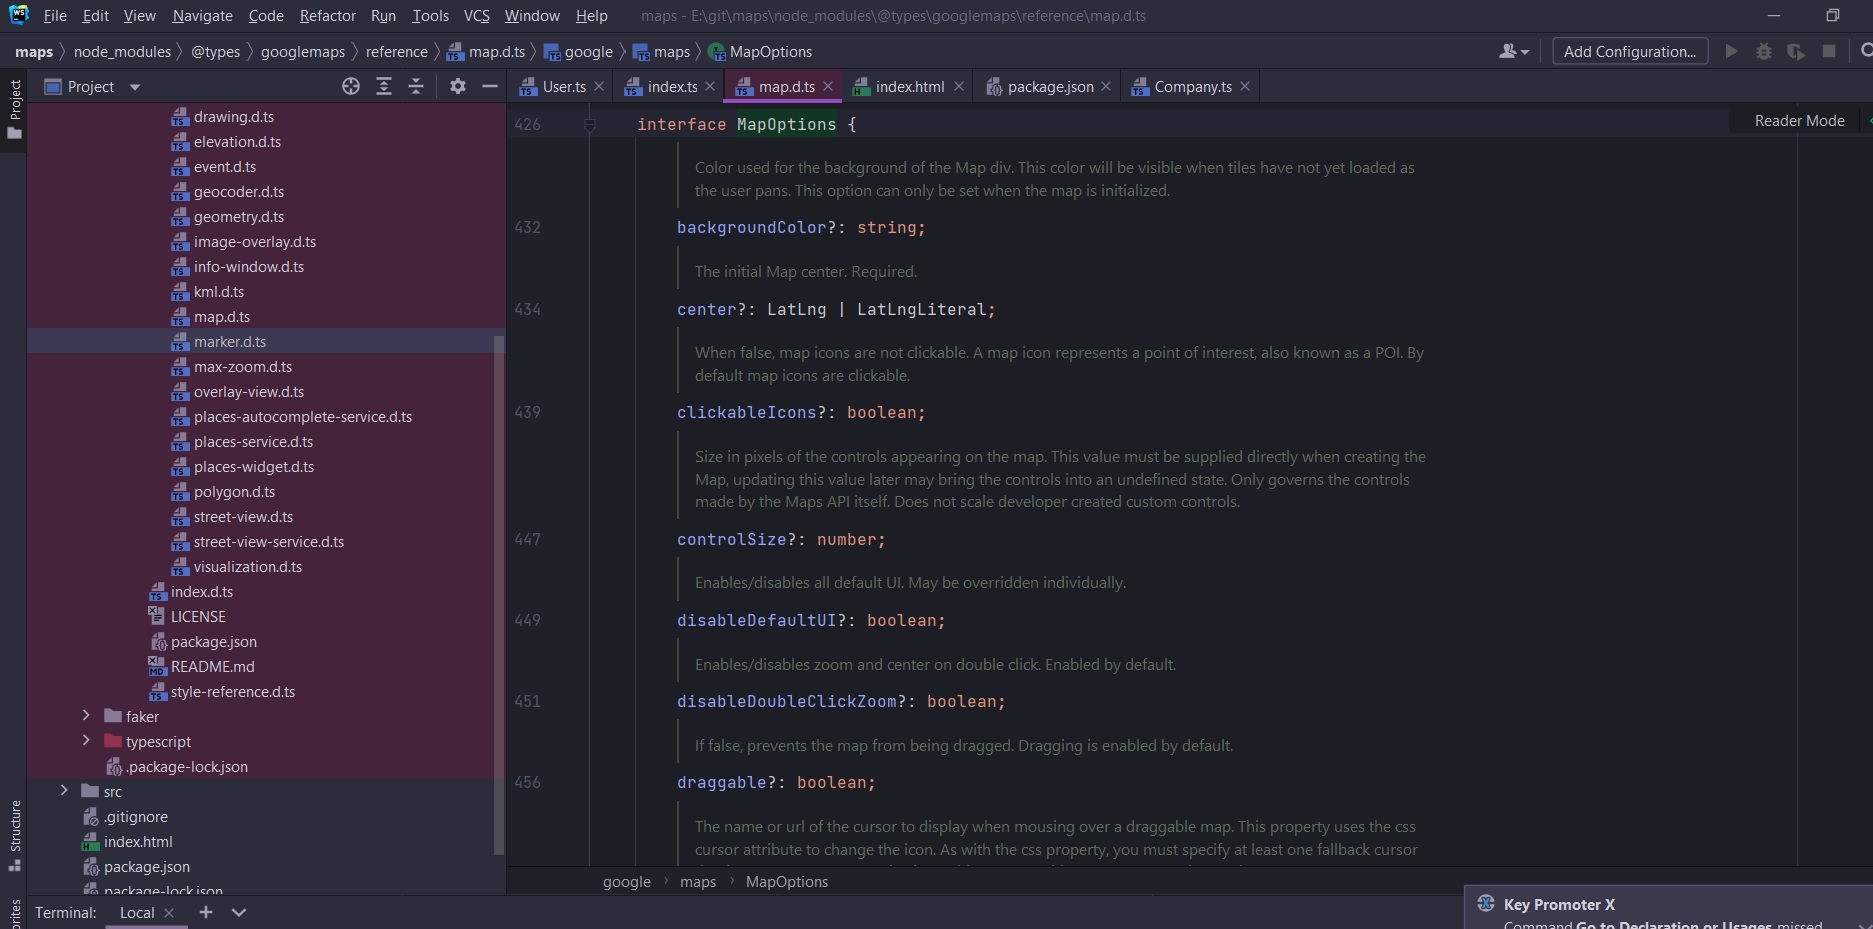 WS File Edit View Navigate Code Refactor Run Tools VCS Window Help maps - E:\git\maps\node_modules\@types\googlemaps\reference\map.d.ts
maps node_modules @types googlemaps reference map.d.ts google maps MapOptions Add Configuration...
Project
Project
User.ts index.ts map.d.ts index.html package.json Company.ts
drawing.d.ts
elevation.d.ts
event.d.ts
geocoder.d.ts
geometry.d.ts
image-overlay.d.ts
info-window.d.ts
kml.d.ts
map.d.ts
marker.d.ts
max-zoom.d.ts
overlay-view.d.ts
places-autocomplete-service.d.ts
places-service.d.ts
places-widget.d.ts
polygon.d.ts
street-view.d.ts
street-view-service.d.ts
visualization.d.ts
index.d.ts
LICENSE
package.json
README.md
style-reference.d.ts
faker
typescript
.package-lock.json
src
.gitignore
index.html
package.json
package-lock.json
Structure
426 interface MapOptions {
Reader Mode
Color used for the background of the Map div. This color will be visible when tiles have not yet loaded as
the user pans. This option can only be set when the map is initialized.
432 backgroundColor?: string;
The initial Map center. Required.
434 center?: LatLng | LatLngLiteral;
When false, map icons are not clickable. A map icon represents a point of interest, also known as a POI. By
default map icons are clickable.
439 clickableIcons?: boolean;
Size in pixels of the controls appearing on the map. This value must be supplied directly when creating the
Map, updating this value later may bring the controls into an undefined state. Only governs the controls
made by the Maps API itself. Does not scale developer created custom controls.
447 controlSize?: number;
Enables/disables all default UI. May be overridden individually.
449 disableDefaultUI?: boolean;
Enables/disables zoom and center on double click. Enabled by default.
451 disableDoubleClickZoom?: boolean;
If false, prevents the map from being dragged. Dragging is enabled by default.
456 draggable?: boolean;
The name or url of the cursor to display when mousing over a draggable map. This property uses the css
cursor attribute to change the icon. As with the css property, you must specify at least one fallback cursor
google maps MapOptions
Terminal: Local
Key Promoter X
Command Go to Declaration or Usages missed